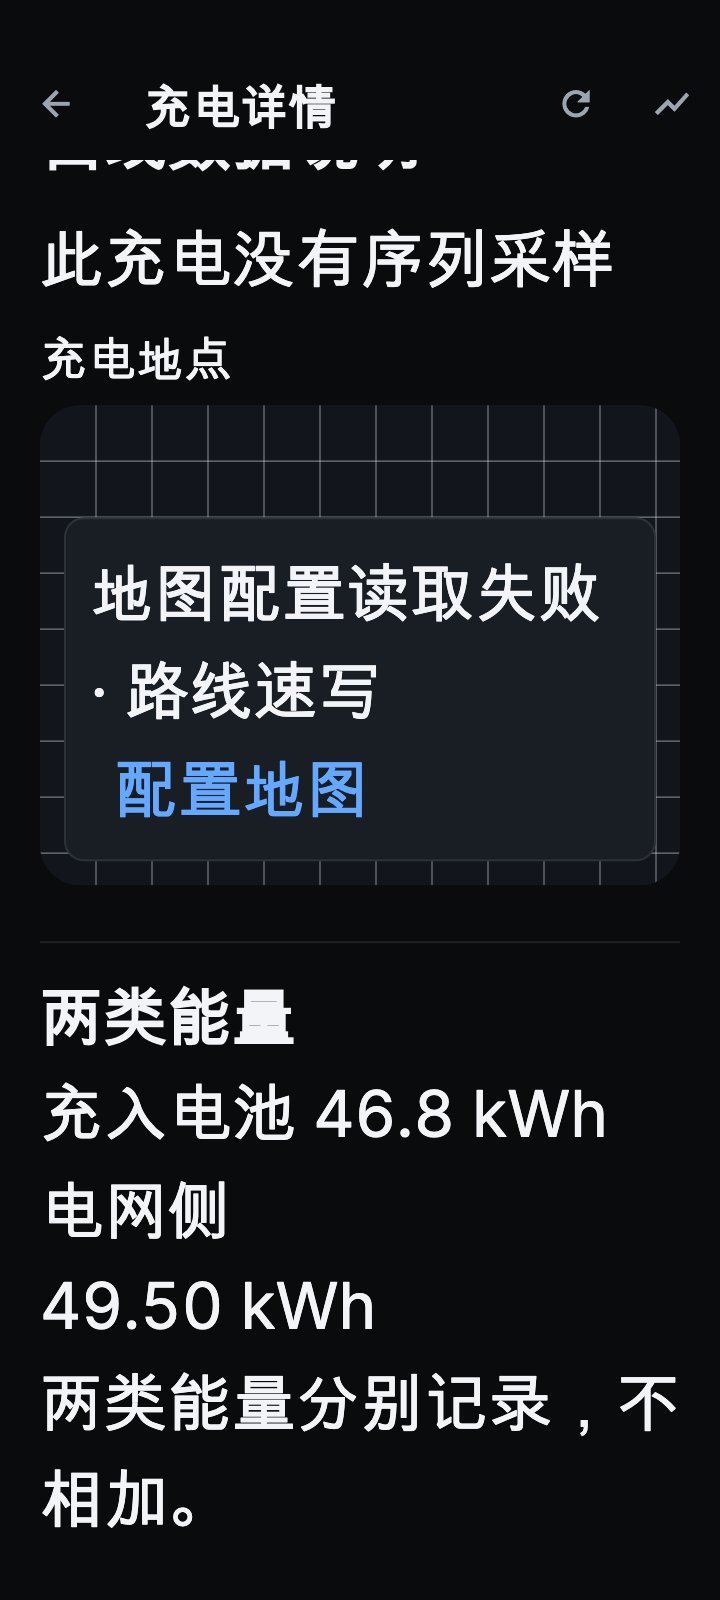 充电详情
此充电没有序列采样
充电地点
地图配置读取失败
· 路线速写
配置地图
两类能量
充入电池 46.8 kWh
电网侧
49.50 kWh
两类能量分别记录，不
相加。